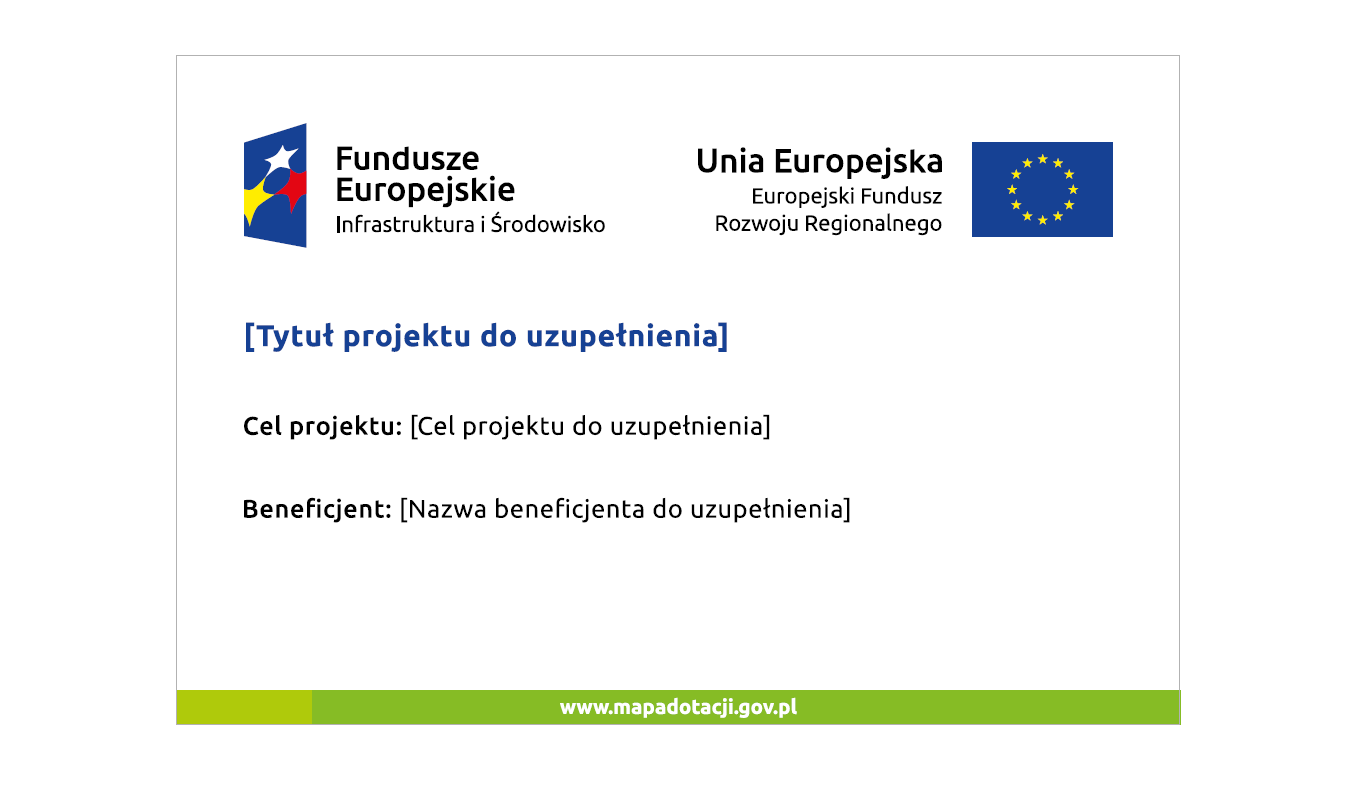 Fundusze
Europejskie
Infrastruktura i Środowisko
Unia Europejska
Europejski Fundusz
Rozwoju Regionalnego
[Tytuł projektu do uzupełnienia]
Cel projektu: [Cel projektu do uzupełnienia]
Beneficjent: [Nazwa beneficjenta do uzupełnienia]
www.mapadotacji.gov.pl